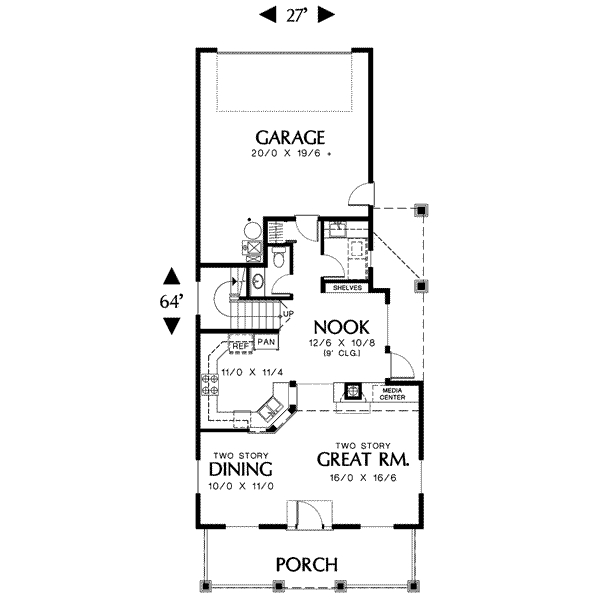 27'
GARAGE
20/0 X 19/6 +
64'
SHELVES
UP
NOOK
12/6 X 10/8
(9' CLG.)
REF
PAN
11/0 X 11/4
MEDIA
CENTER
TWO STORY
DINING
10/0 X 11/0
TWO STORY
GREAT RM.
16/0 X 16/6
PORCH